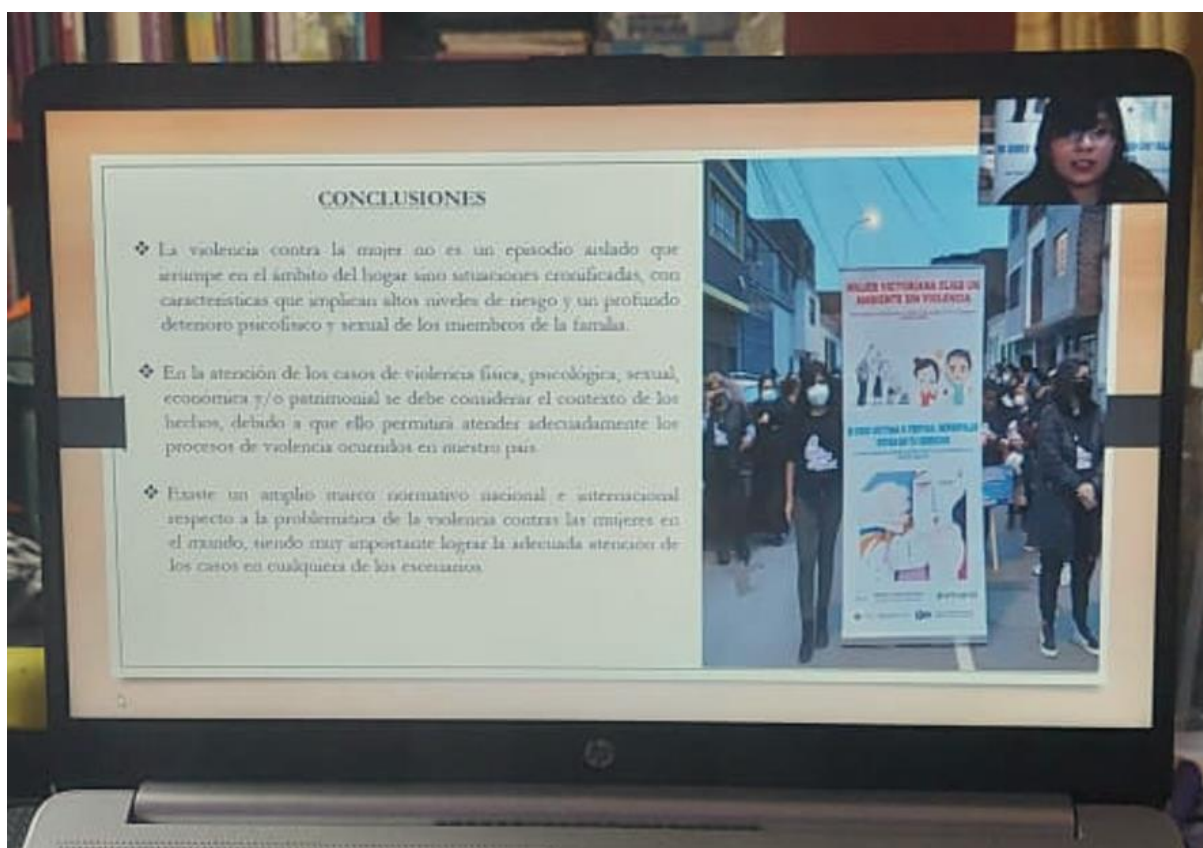 CONCLUSIONES
❖ La violencia contra la mujer no es un episodio aislado que
irrumpe en el ámbito del hogar sino situaciones cronificadas, con
características que implican altos niveles de riesgo y un profundo
deterioro psicofísico y sexual de los miembros de la familia.
❖ En la atención de los casos de violencia física, psicológica, sexual,
económica y/o patrimonial se debe considerar el contexto de los
hechos, debido a que ello permitirá atender adecuadamente los
procesos de violencia ocurridos en nuestro país.
❖ Existe un amplio marco normativo nacional e internacional
respecto a la problemática de la violencia contras las mujeres en
el mundo, siendo muy importante lograr la adecuada atención de
los casos en cualquiera de los escenarios
MUJER VICTORIANA ELIGE UN
AMBIENTE SIN VIOLENCIA
hp